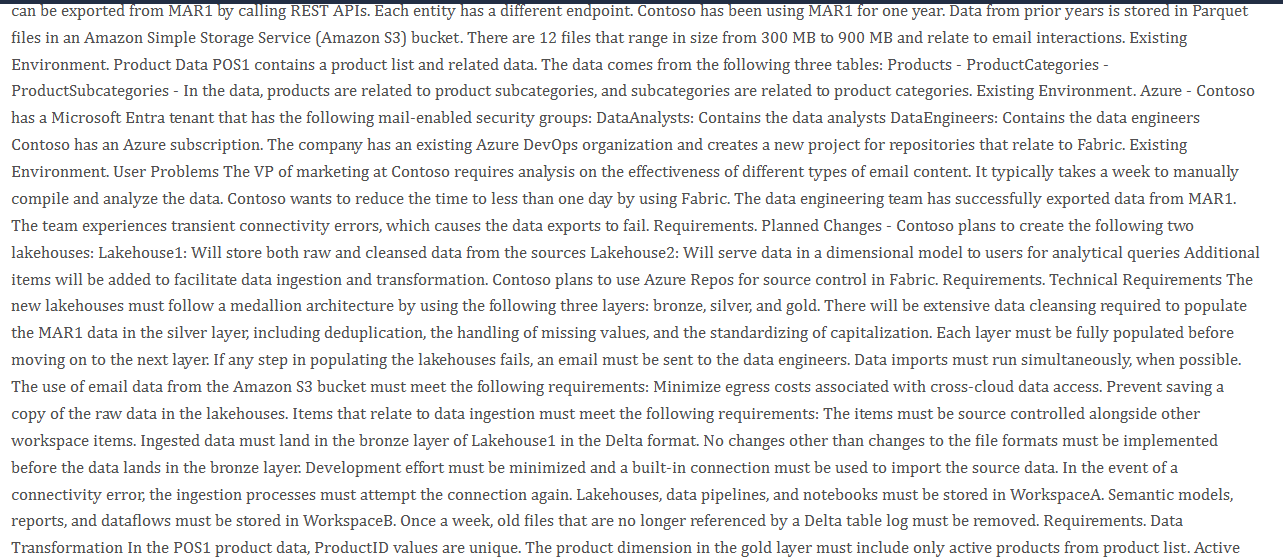 can be exported from MAR1 by calling REST APIs. Each entity has a different endpoint. Contoso has been using MAR1 for one year. Data from prior years is stored in Parquet
files in an Amazon Simple Storage Service (Amazon S3) bucket. There are 12 files that range in size from 300 MB to 900 MB and relate to email interactions. Existing
Environment. Product Data POS1 contains a product list and related data. The data comes from the following three tables: Products - ProductCategories -
ProductSubcategories - In the data, products are related to product subcategories, and subcategories are related to product categories. Existing Environment. Azure - Contoso
has a Microsoft Entra tenant that has the following mail-enabled security groups: DataAnalysts: Contains the data analysts DataEngineers: Contains the data engineers
Contoso has an Azure subscription. The company has an existing Azure DevOps organization and creates a new project for repositories that relate to Fabric. Existing
Environment. User Problems The VP of marketing at Contoso requires analysis on the effectiveness of different types of email content. It typically takes a week to manually
compile and analyze the data. Contoso wants to reduce the time to less than one day by using Fabric. The data engineering team has successfully exported data from MAR1.
The team experiences transient connectivity errors, which causes the data exports to fail. Requirements. Planned Changes - Contoso plans to create the following two
lakehouses: Lakehouse1: Will store both raw and cleansed data from the sources Lakehouse2: Will serve data in a dimensional model to users for analytical queries Additional
items will be added to facilitate data ingestion and transformation. Contoso plans to use Azure Repos for source control in Fabric. Requirements. Technical Requirements The
new lakehouses must follow a medallion architecture by using the following three layers: bronze, silver, and gold. There will be extensive data cleansing required to populate
the MAR1 data in the silver layer, including deduplication, the handling of missing values, and the standardizing of capitalization. Each layer must be fully populated before
moving on to the next layer. If any step in populating the lakehouses fails, an email must be sent to the data engineers. Data imports must run simultaneously, when possible.
The use of email data from the Amazon S3 bucket must meet the following requirements: Minimize egress costs associated with cross-cloud data access. Prevent saving a
copy of the raw data in the lakehouses. Items that relate to data ingestion must meet the following requirements: The items must be source controlled alongside other
workspace items. Ingested data must land in the bronze layer of Lakehouse1 in the Delta format. No changes other than changes to the file formats must be implemented
before the data lands in the bronze layer. Development effort must be minimized and a built-in connection must be used to import the source data. In the event of a
connectivity error, the ingestion processes must attempt the connection again. Lakehouses, data pipelines, and notebooks must be stored in WorkspaceA. Semantic models,
reports, and dataflows must be stored in WorkspaceB. Once a week, old files that are no longer referenced by a Delta table log must be removed. Requirements. Data
Transformation In the POS1 product data, ProductID values are unique. The product dimension in the gold layer must include only active products from product list. Active